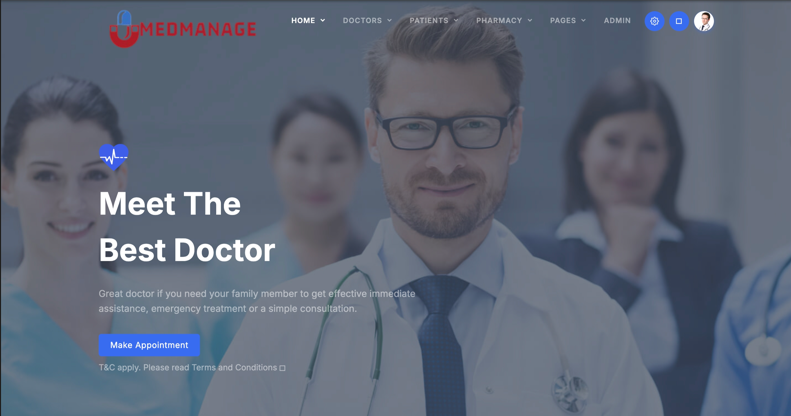 MEDMANAGE
HOME DOCTORS PATIENTS PHARMACY PAGES ADMIN
Meet The
Best Doctor
Great doctor if you need your family member to get effective immediate
assistance, emergency treatment or a simple consultation.
Make Appointment
T&C apply. Please read Terms and Conditions